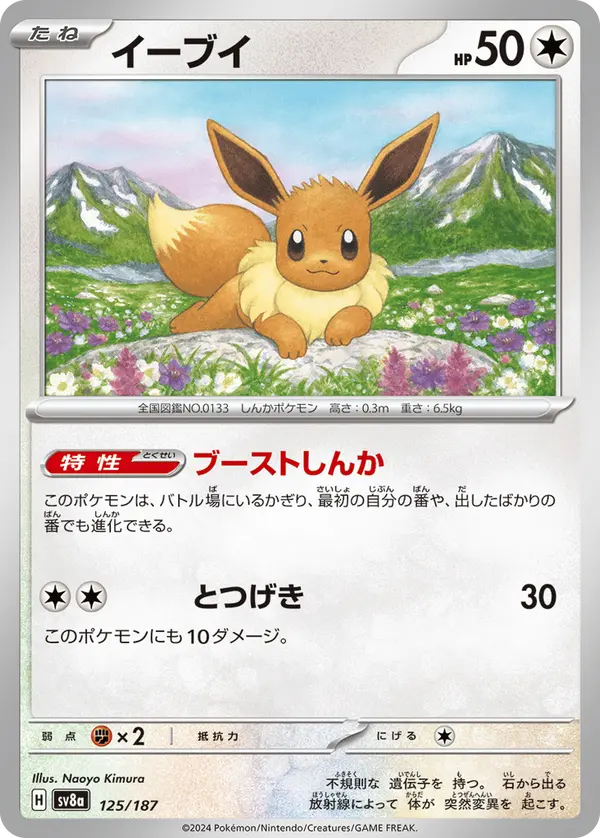 たね イーブイ HP50
全国図鑑NO.0133 しんかポケモン 高さ:0.3m 重さ:6.5kg
特性 とくせい ブーストしんか
このポケモンは、バトル場にいるかぎり、最初の自分の番や、出したばかりの
番でも進化できる。
とつげき 30
このポケモンにも10ダメージ。
弱点 ×2 抵抗力 にげる
Illus. Naoyo Kimura
H sv8a 125/187
不規則な 遺伝子を 持つ。 石から出る
放射線によって 体が 突然変異を 起こす。
©2024 Pokémon/Nintendo/Creatures/GAME FREAK.